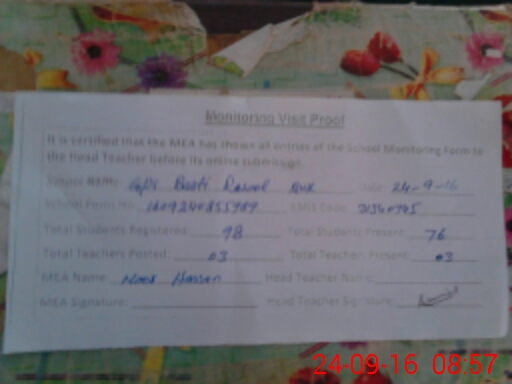 Monitoring Visit Proof
It is certified that the MEA has shown all entries of the School Monitoring Form to
the Head Teacher before its online submission.
School Name: GPS Basti Rasool Date 24-9-16
School Form No. EMIS Code
Total Students Registered: 98 Total Students Present: 76
Total Teachers Posted: 03 Total Teachers Present: 03
MEA Name: Hassan Head Teacher Name:
MEA Signature: Head Teacher Signature:
24-09-16 08:57